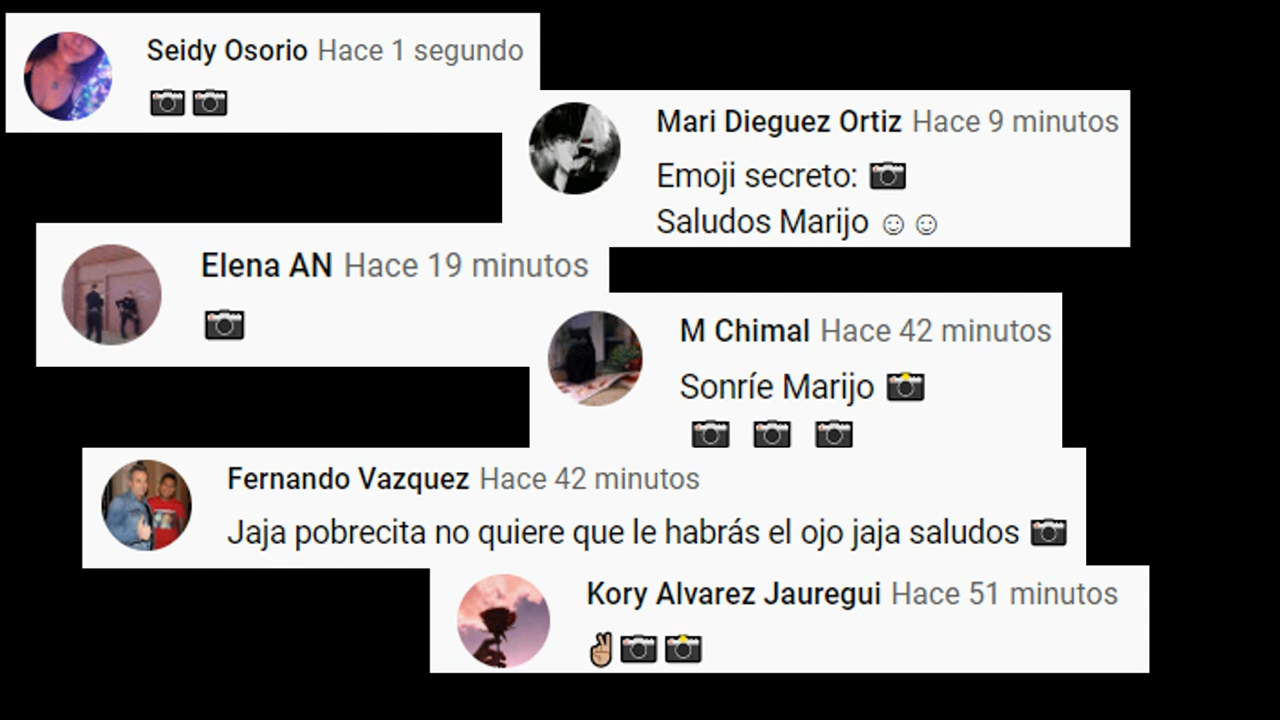 Seidy Osorio Hace 1 segundo
📷📷
Mari Dieguez Ortiz Hace 9 minutos
Emoji secreto: 📷
Saludos Marijo ☺☺
Elena AN Hace 19 minutos
📷
M Chimal Hace 42 minutos
Sonríe Marijo 📸
📷 📷 📷
Fernando Vazquez Hace 42 minutos
Jaja pobrecita no quiere que le habrás el ojo jaja saludos 📷
Kory Alvarez Jauregui Hace 51 minutos
✌🏼📷📸